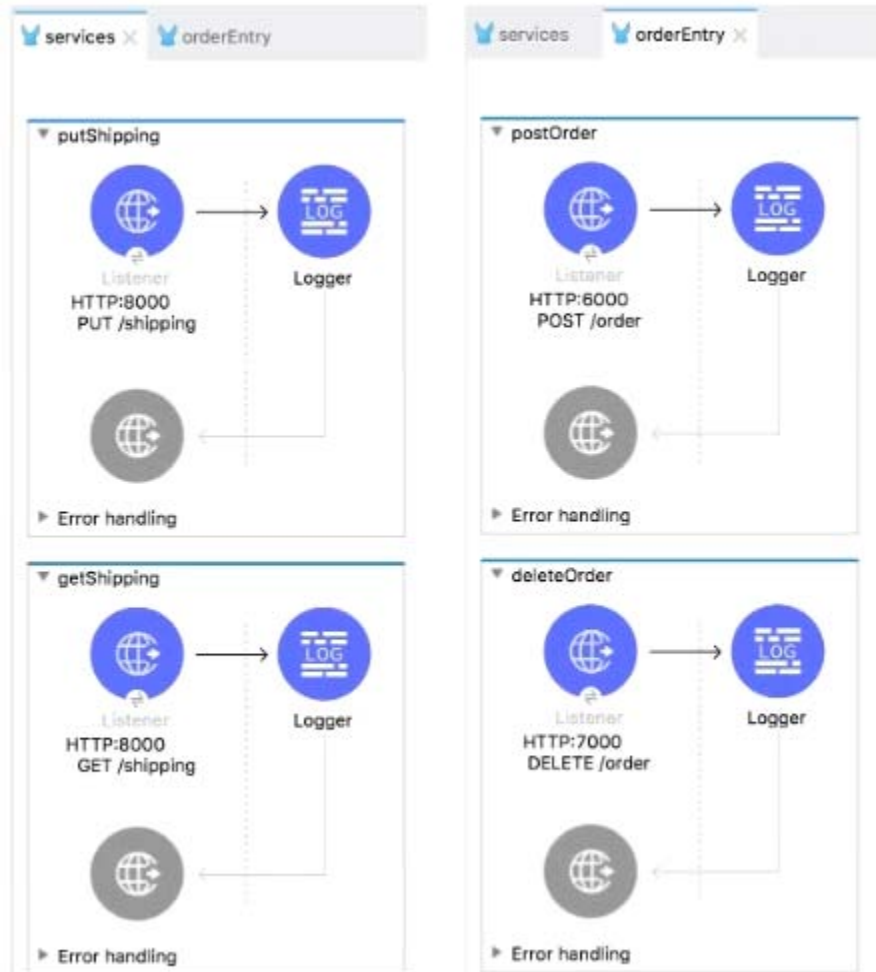 services
orderEntry
putShipping
LOG
Listener
Logger
HTTP:8000
PUT /shipping
Error handling
getShipping
LOG
Listener
Logger
HTTP:8000
GET /shipping
Error handling
services
orderEntry
postOrder
LOG
Listener
Logger
HTTP:6000
POST /order
Error handling
deleteOrder
LOG
Listener
Logger
HTTP:7000
DELETE /order
Error handling